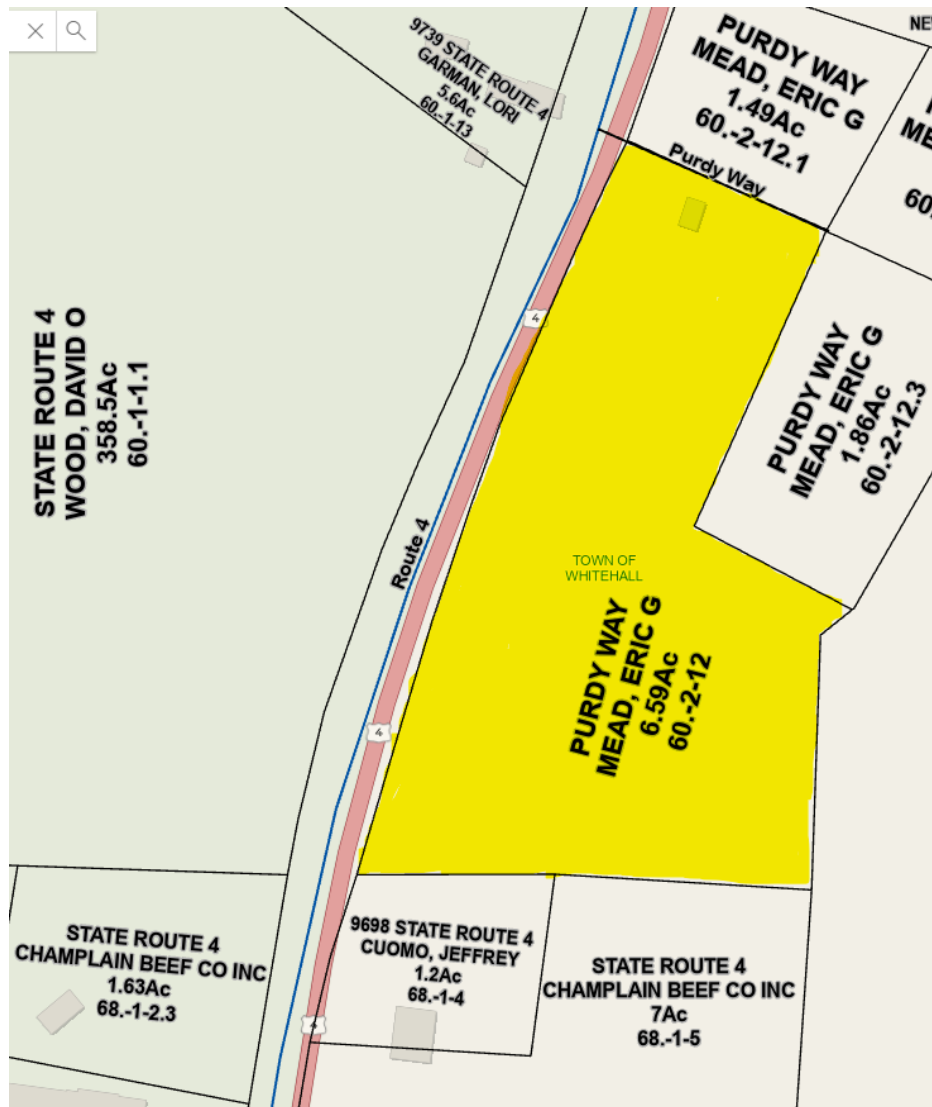 9739 STATE ROUTE 4
GARMAN, LORI
5.6Ac
60.-1-13
PURDY WAY
MEAD, ERIC G
1.49Ac
60.-2-12.1
Purdy Way
4
STATE ROUTE 4
WOOD, DAVID O
358.5Ac
60.-1-1.1
PURDY WAY
MEAD, ERIC G
1.86Ac
60.-2-12.3
Route 4
TOWN OF
WHITEHALL
PURDY WAY
MEAD, ERIC G
6.59Ac
60.-2-12
4
STATE ROUTE 4
CHAMPLAIN BEEF CO INC
1.63Ac
68.-1-2.3
9698 STATE ROUTE 4
CUOMO, JEFFREY
1.2Ac
68.-1-4
STATE ROUTE 4
CHAMPLAIN BEEF CO INC
7Ac
68.-1-5
4